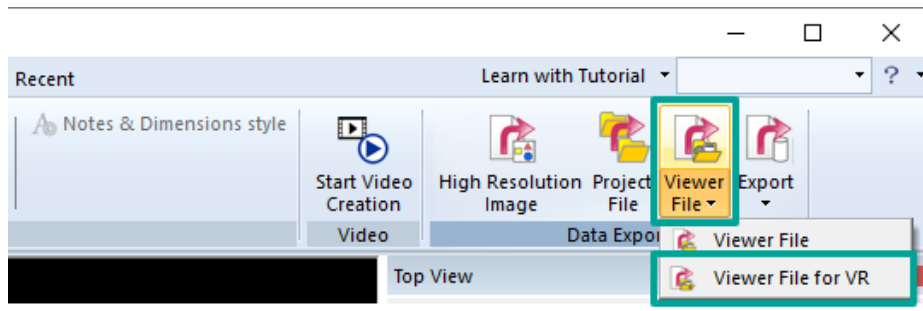 Recent
Learn with Tutorial
?
Notes & Dimensions style
Start Video
Creation
High Resolution
Image
Project
File
Viewer
File
Export
Video
Data Expor
Viewer File
Top View
Viewer File for VR